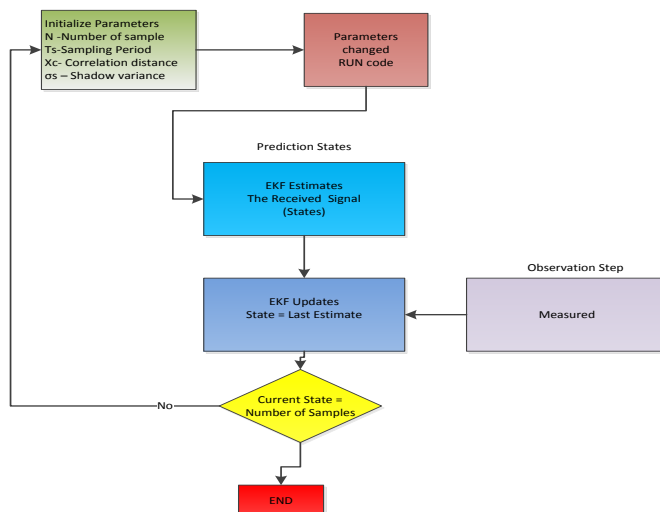 Initialize Parameters
N -Number of sample
Ts-Sampling Period
Xc- Correlation distance
σs – Shadow variance
Parameters
changed
RUN code
Prediction States
EKF Estimates
The Received Signal
(States)
Observation Step
EKF Updates
State = Last Estimate
Measured
Current State =
Number of Samples
No
END